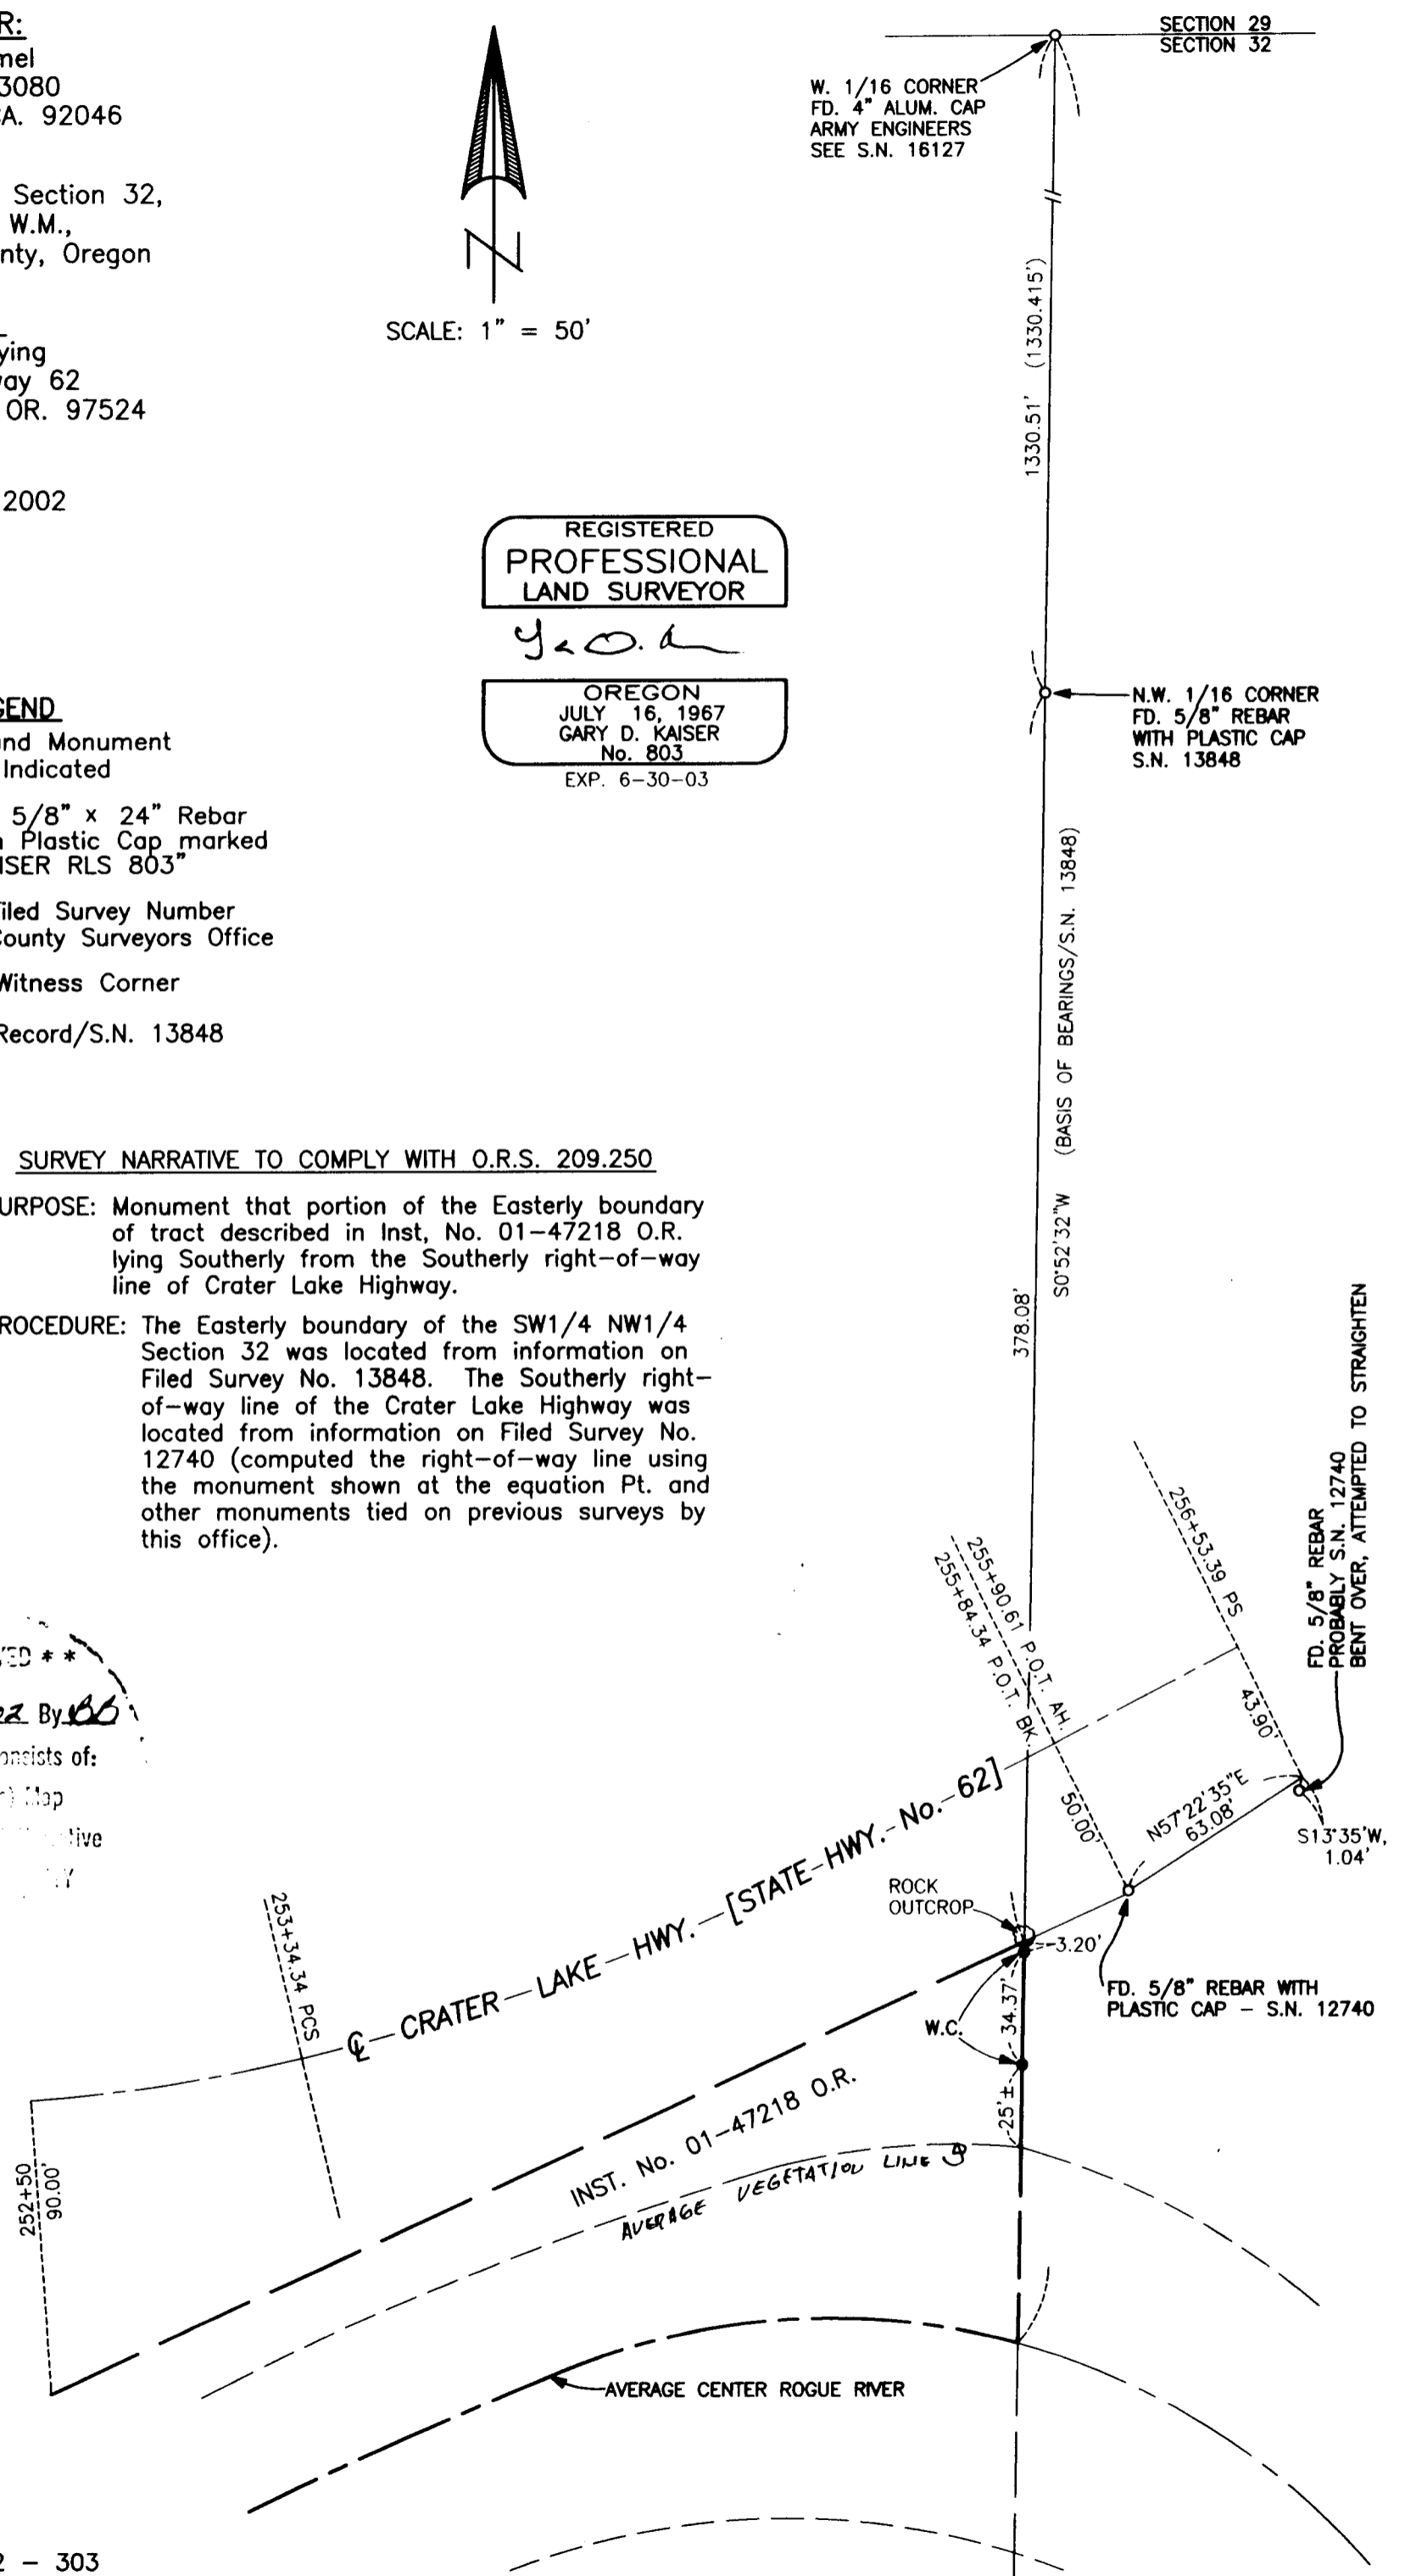 R:
nel
3080
CA. 92046
Section 32,
W.M.,
nty, Oregon
ying
way 62
OR. 97524
2002
N
SCALE: 1" = 50'
REGISTERED
PROFESSIONAL
LAND SURVEYOR
OREGON
JULY 16, 1967
GARY D. KAISER
No. 803
EXP. 6-30-03
GEND
nd Monument
Indicated
5/8" x 24" Rebar
Plastic Cap marked
ISER RLS 803"
iled Survey Number
County Surveyors Office
Witness Corner
Record/S.N. 13848
SURVEY NARRATIVE TO COMPLY WITH O.R.S. 209.250
URPOSE: Monument that portion of the Easterly boundary
of tract described in Inst, No. 01-47218 O.R.
lying Southerly from the Southerly right-of-way
line of Crater Lake Highway.
ROCEDURE: The Easterly boundary of the SW1/4 NW1/4
Section 32 was located from information on
Filed Survey No. 13848. The Southerly right-
of-way line of the Crater Lake Highway was
located from information on Filed Survey No.
12740 (computed the right-of-way line using
the monument shown at the equation Pt. and
other monuments tied on previous surveys by
this office).
VED * *
02 By BB
onsists of:
Map
tive
SECTION 29
SECTION 32
W. 1/16 CORNER
FD. 4" ALUM. CAP
ARMY ENGINEERS
SEE S.N. 16127
1330.51' (1330.415')
N.W. 1/16 CORNER
FD. 5/8" REBAR
WITH PLASTIC CAP
S.N. 13848
S0°52'32"W (BASIS OF BEARINGS/S.N. 13848)
378.08'
FD. 5/8" REBAR
PROBABLY S.N. 12740
BENT OVER, ATTEMPTED TO STRAIGHTEN
256+53.39 PS
255+90.61 P.O.T. AH.
255+84.34 P.O.T. BK.
43.90'
50.00'
N57°22'35"E
63.08'
S13°35'W,
1.04'
ROCK
OUTCROP
3.20'
FD. 5/8" REBAR WITH
PLASTIC CAP - S.N. 12740
34.37'
W.C.
25'±
253+34.34 PCS
℄ CRATER LAKE HWY. [STATE HWY. No. 62]
INST. No. 01-47218 O.R.
AVERAGE VEGETATION LINE
252+50
90.00'
AVERAGE CENTER ROGUE RIVER
2 - 303